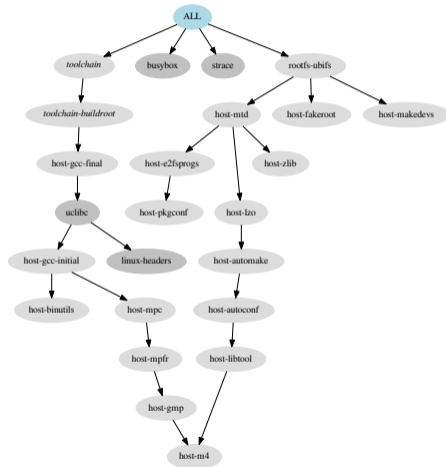 ALL
toolchain
busybox
strace
rootfs-ubifs
toolchain-buildroot
host-mtd
host-fakeroot
host-makedevs
host-gcc-final
host-e2fsprogs
host-zlib
uclibc
host-pkgconf
host-lzo
host-gcc-initial
linux-headers
host-automake
host-binutils
host-mpc
host-autoconf
host-mpfr
host-libtool
host-gmp
host-m4